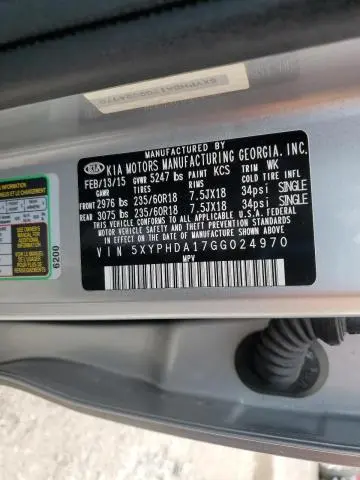 MANUFACTURED BY
KIA KIA MOTORS MANUFACTURING GEORGIA, INC.
FEB/13/15 GVWR 5247 lbs PAINT KCS TRIM WK
GAWR TIRES RIMS COLD TIRE INFL
FRONT 2976 lbs 235/60R18 7.5JX18 34psi SINGLE
REAR 3075 lbs 235/60R18 7.5JX18 34psi SINGLE
THIS VEHICLE CONFORMS TO ALL APPLICABLE U.S. FEDERAL
MOTOR VEHICLE SAFETY AND THEFT PREVENTION STANDARDS
IN EFFECT ON THE DATE OF MANUFACTURE SHOWN ABOVE.
VIN 5XYPHDA17GG024970
MPV
6200